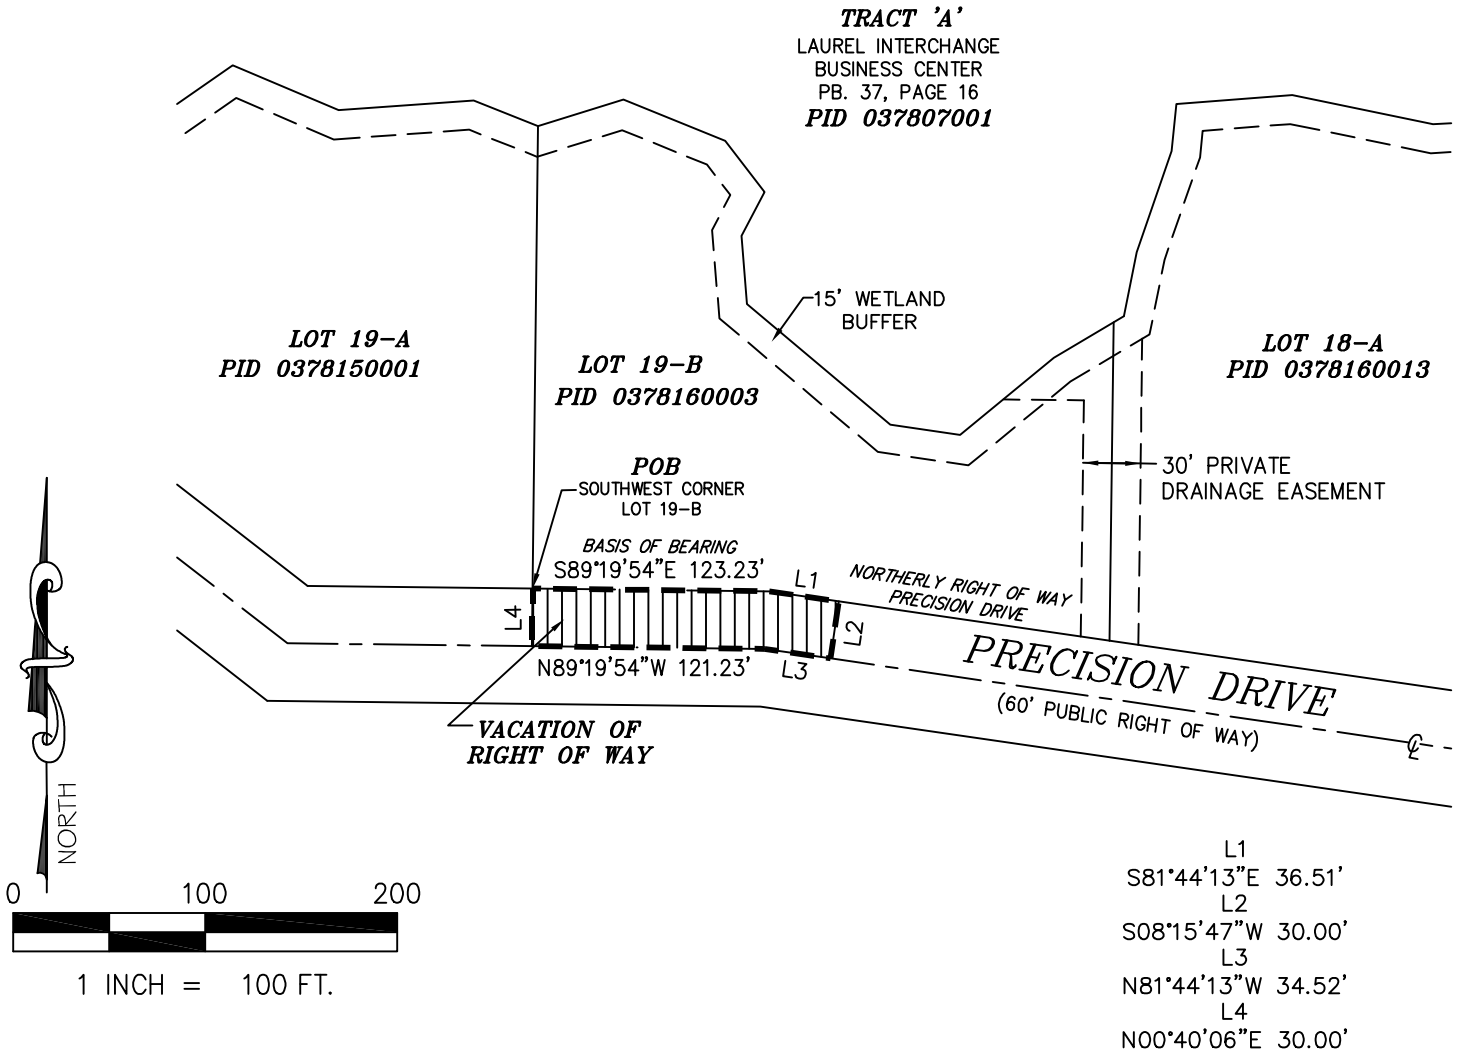 TRACT 'A'
LAUREL INTERCHANGE
BUSINESS CENTER
PB. 37, PAGE 16
PID 037807001
15' WETLAND
BUFFER
LOT 19-A
PID 0378150001
LOT 19-B
PID 0378160003
LOT 18-A
PID 0378160013
POB
SOUTHWEST CORNER
LOT 19-B
30' PRIVATE
DRAINAGE EASEMENT
BASIS OF BEARING
S89°19'54"E 123.23'
L1
NORTHERLY RIGHT OF WAY
PRECISION DRIVE
L4
L2
N89°19'54"W 121.23'
L3
PRECISION DRIVE
(60' PUBLIC RIGHT OF WAY)
℄
VACATION OF
RIGHT OF WAY
NORTH
0 100 200
1 INCH = 100 FT.
L1
S81°44'13"E 36.51'
L2
S08°15'47"W 30.00'
L3
N81°44'13"W 34.52'
L4
N00°40'06"E 30.00'